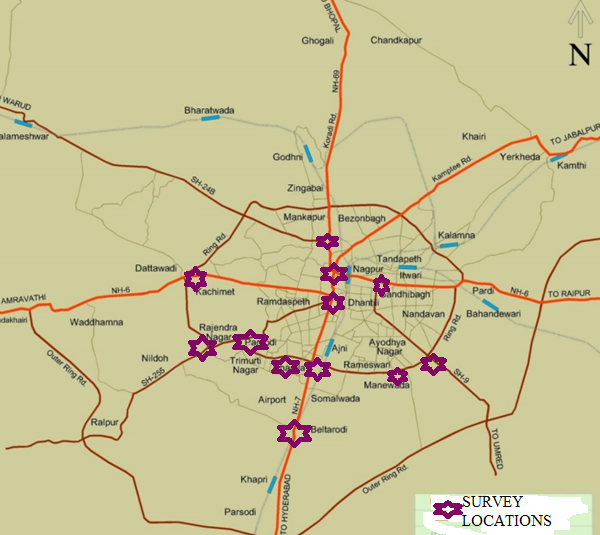 TO BHOPAL
Ghogali
Chandkapur
N
NH-69
WARUD
Bharatwada
alameshwar
Koradi Rd.
Khairi
TO JABALPUR
Godhni
Yerkheda
Kamthi
Kamptee Rd.
Zingabai
SH-24B
Mankapur
Bezonbagh
Kalamna
Ring Rd.
Tandapeth
Dattawadi
Nagpur
Itwari
AMRAVATHI
NH-6
Kachimet
Gandhibagh
Pardi
NH-6
TO RAIPUR
Ramdaspeth
Dhantili
Bahandewari
Waddhamna
Nandavan
Rajendra
Nagar
Ring Rd.
Ajni
Ayodhya
Nagar
Nildoh
Trimurti
Nagar
Rameswari
Outer Ring Rd.
SH-255
Manewada
SH-9
Airport
NH-7
Somalwada
Ralpur
Beltarodi
TO UMRED
Khapri
Outer Ring Rd.
TO HYDERABAD
Parsodi
SURVEY
LOCATIONS